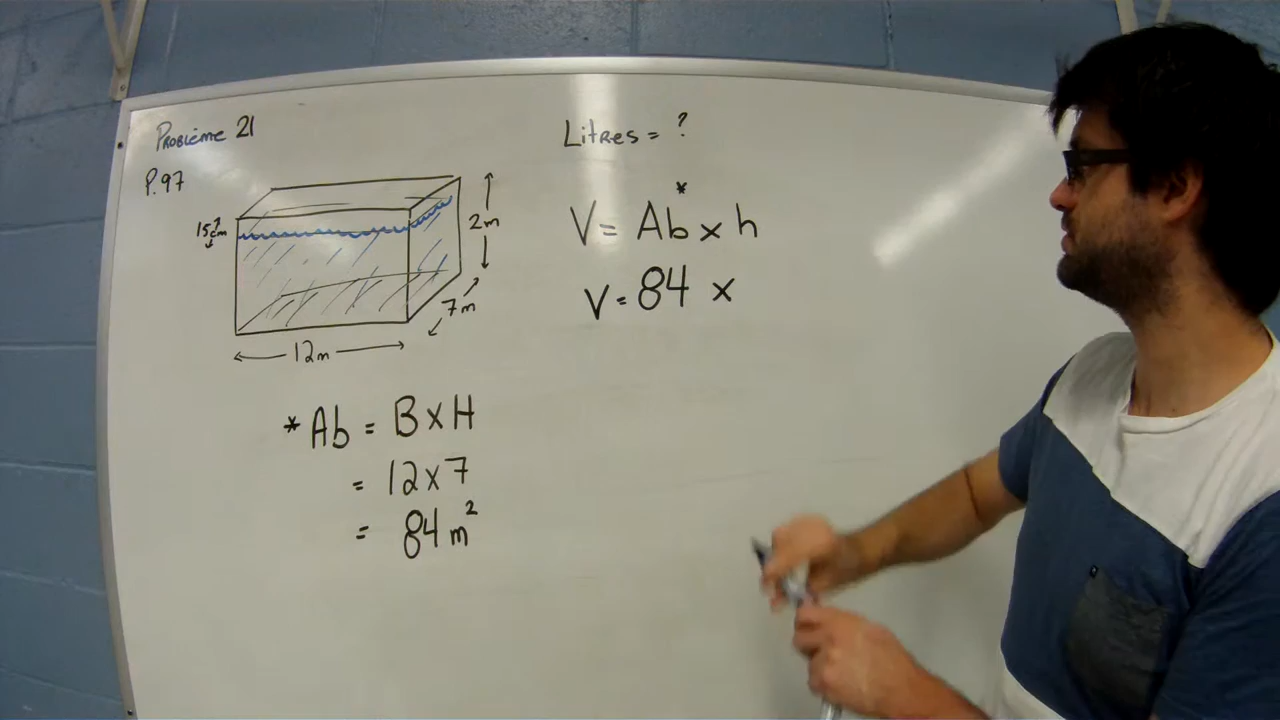 Problème 21
P.97
15cm
2m
7m
12m
* Ab = B x H
= 12 x 7
= 84 m²
Litres = ?
*
V = Ab x h
V = 84 x